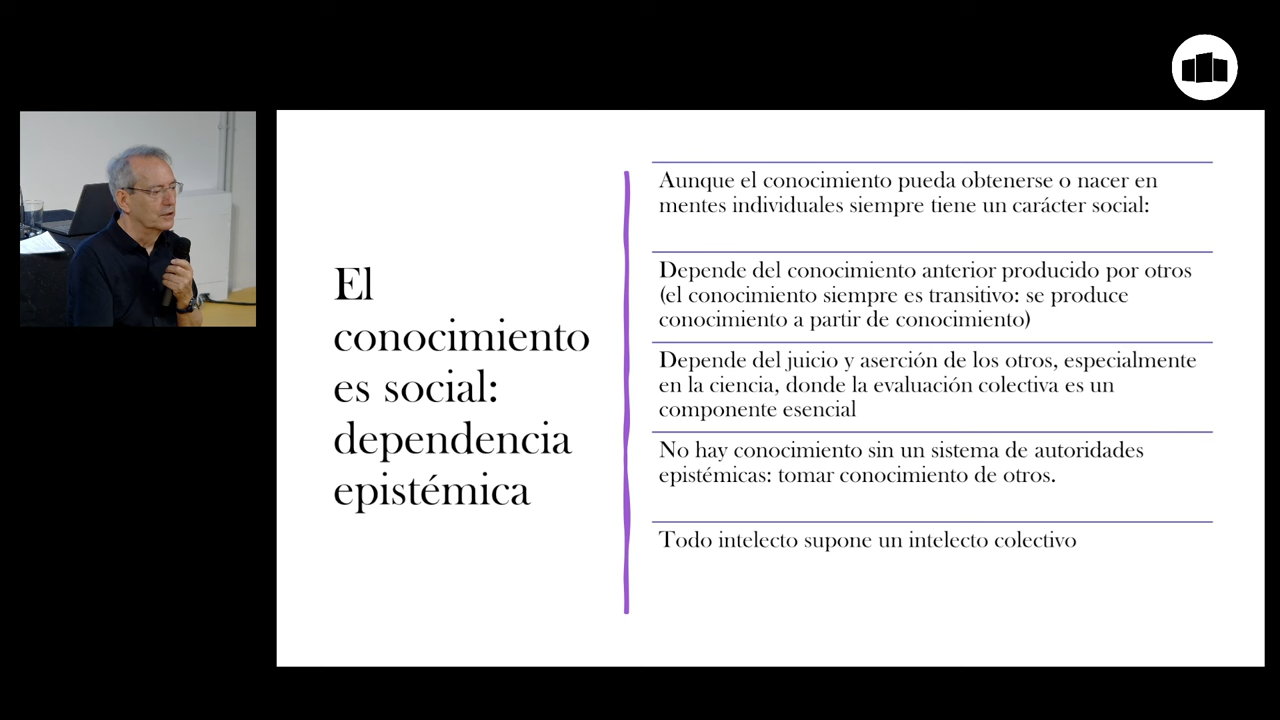 El
conocimiento
es social:
dependencia
epistémica
Aunque el conocimiento pueda obtenerse o nacer en
mentes individuales siempre tiene un carácter social:
Depende del conocimiento anterior producido por otros
(el conocimiento siempre es transitivo: se produce
conocimiento a partir de conocimiento)
Depende del juicio y aserción de los otros, especialmente
en la ciencia, donde la evaluación colectiva es un
componente esencial
No hay conocimiento sin un sistema de autoridades
epistémicas: tomar conocimiento de otros.
Todo intelecto supone un intelecto colectivo